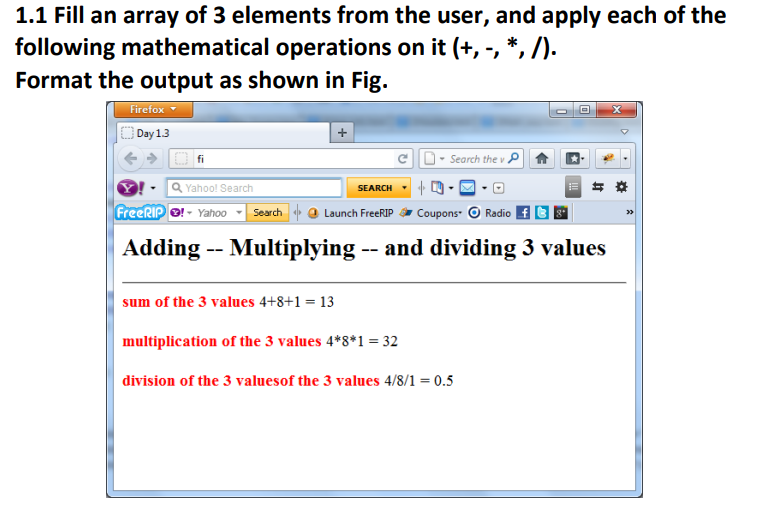 1.1 Fill an array of 3 elements from the user, and apply each of the
following mathematical operations on it (+, -, *, /).
Format the output as shown in Fig.
Firefox
Day 1.3
+
fi
Search the v
Y! Yahoo! Search SEARCH
FreeRIP Y! - Yahoo Search Launch FreeRIP Coupons Radio f g+ »
Adding -- Multiplying -- and dividing 3 values
sum of the 3 values 4+8+1 = 13
multiplication of the 3 values 4*8*1 = 32
division of the 3 valuesof the 3 values 4/8/1 = 0.5